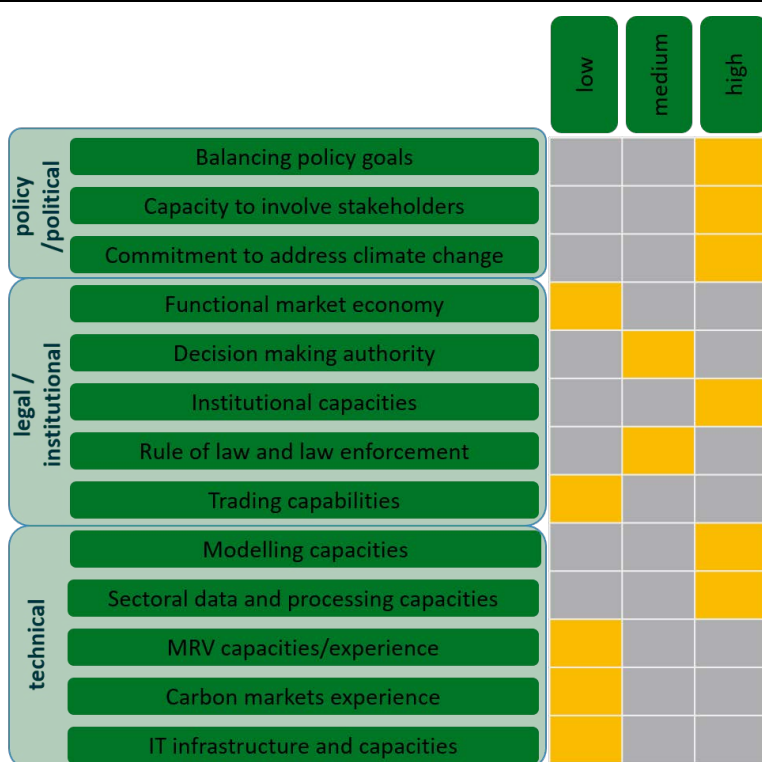 low
medium
high
policy
/political
Balancing policy goals
Capacity to involve stakeholders
Commitment to address climate change
legal /
institutional
Functional market economy
Decision making authority
Institutional capacities
Rule of law and law enforcement
Trading capabilities
technical
Modelling capacities
Sectoral data and processing capacities
MRV capacities/experience
Carbon markets experience
IT infrastructure and capacities